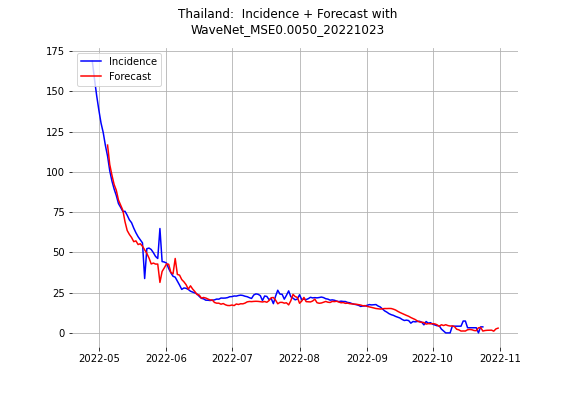 Thailand:  Incidence + Forecast with
WaveNet_MSE0.0050_20221023
175
150
125
100
75
50
25
0
Incidence
Forecast
2022-05 2022-06 2022-07 2022-08 2022-09 2022-10 2022-11